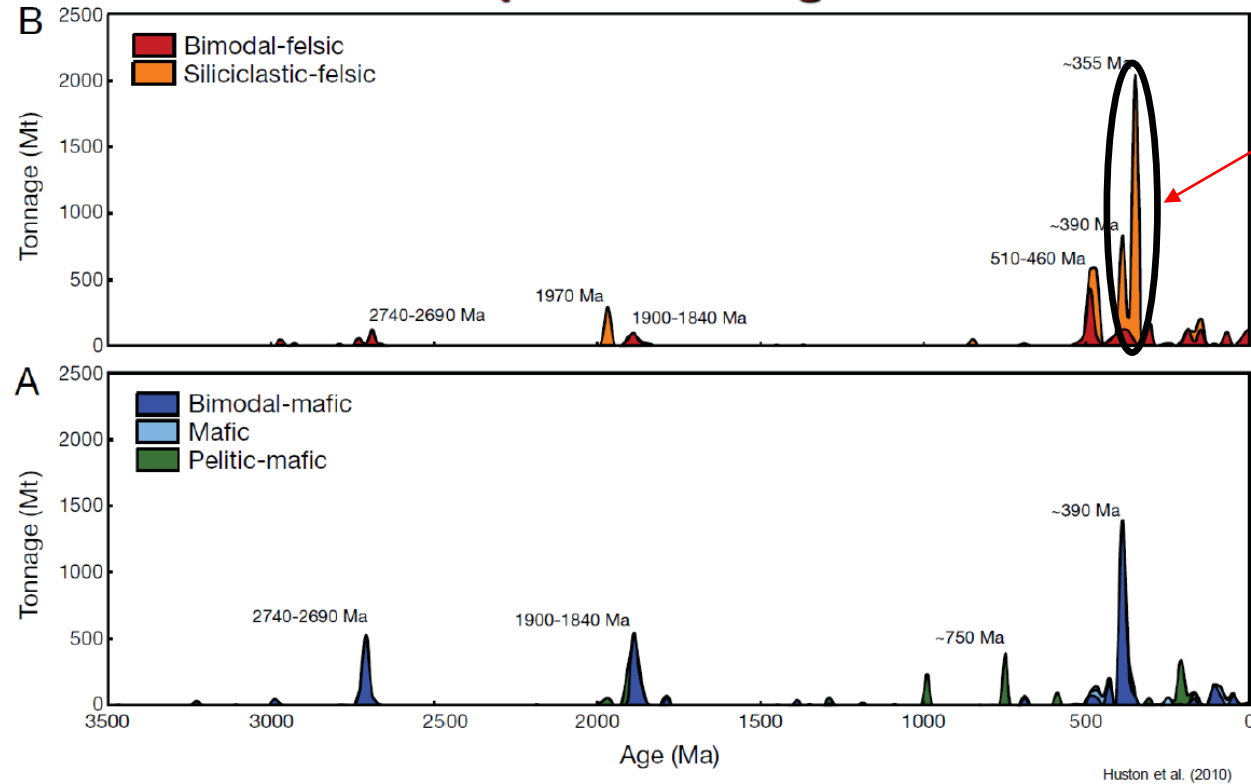 B
Bimodal-felsic
Siliciclastic-felsic
Tonnage (Mt)
2500
2000
1500
1000
500
0
~355 Ma
~390 Ma
510-460 Ma
1970 Ma
1900-1840 Ma
2740-2690 Ma
A
Bimodal-mafic
Mafic
Pelitic-mafic
Tonnage (Mt)
2500
2000
1500
1000
500
0
~390 Ma
~750 Ma
1900-1840 Ma
2740-2690 Ma
3500 3000 2500 2000 1500 1000 500 0
Age (Ma)
Huston et al. (2010)